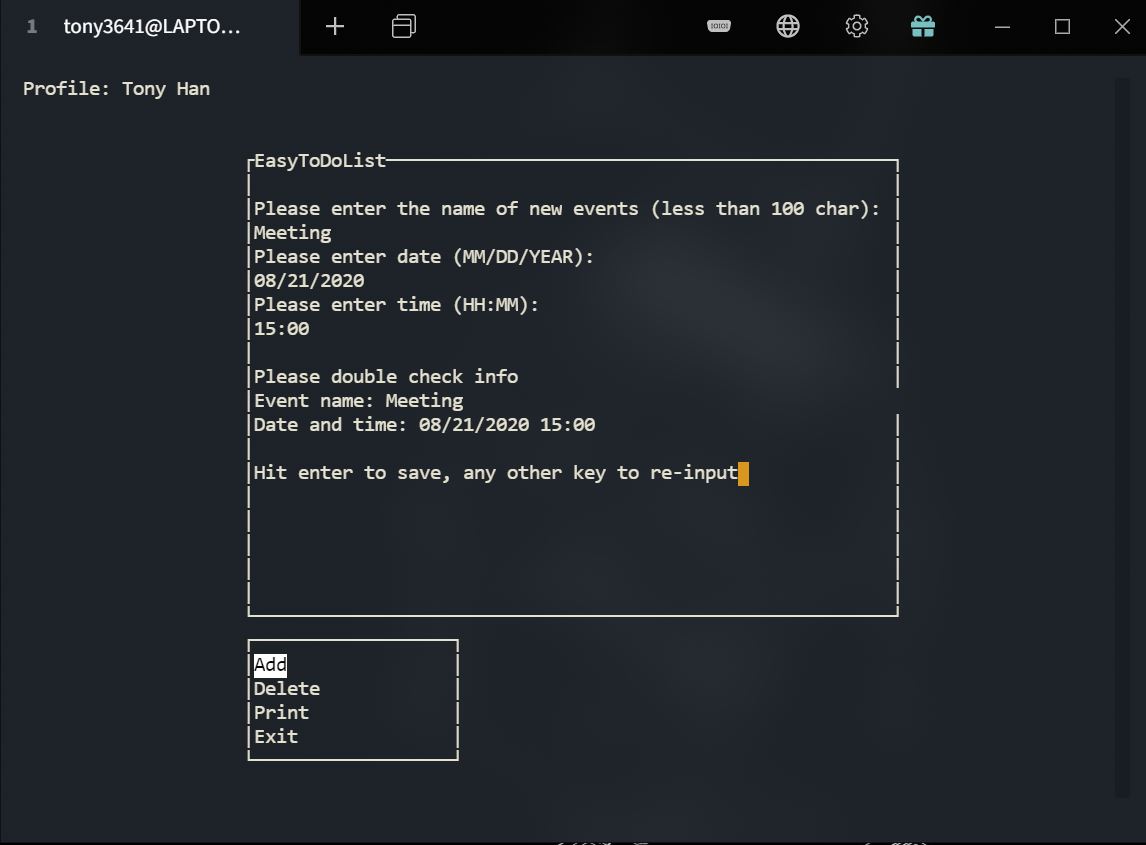 1 tony3641@LAPTO...
Profile: Tony Han
EasyToDoList
Please enter the name of new events (less than 100 char):
Meeting
Please enter date (MM/DD/YEAR):
08/21/2020
Please enter time (HH:MM):
15:00
Please double check info
Event name: Meeting
Date and time: 08/21/2020 15:00
Hit enter to save, any other key to re-input
Add
Delete
Print
Exit